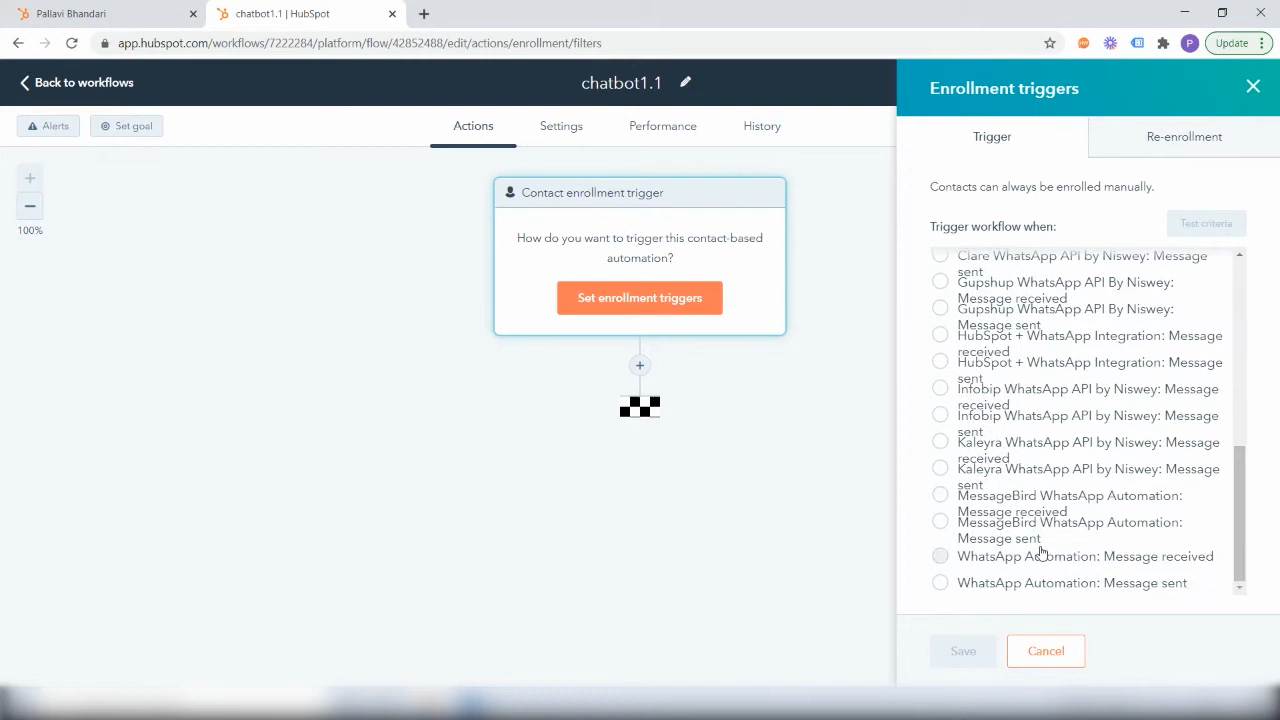 Pallavi Bhandari
chatbot1.1 | HubSpot
app.hubspot.com/workflows/7222284/platform/flow/42852488/edit/actions/enrollment/filters
P
Update
Back to workflows
chatbot1.1
Alerts
Set goal
Actions
Settings
Performance
History
100%
Contact enrollment trigger
How do you want to trigger this contact-based
automation?
Set enrollment triggers
Enrollment triggers
Trigger
Re-enrollment
Contacts can always be enrolled manually.
Trigger workflow when:
Test criteria
Clare WhatsApp API by Niswey: Message
sent
Gupshup WhatsApp API By Niswey:
Message received
Gupshup WhatsApp API By Niswey:
Message sent
HubSpot + WhatsApp Integration: Message
received
HubSpot + WhatsApp Integration: Message
sent
Infobip WhatsApp API by Niswey: Message
received
Infobip WhatsApp API by Niswey: Message
sent
Kaleyra WhatsApp API by Niswey: Message
received
Kaleyra WhatsApp API by Niswey: Message
sent
MessageBird WhatsApp Automation:
Message received
MessageBird WhatsApp Automation:
Message sent
WhatsApp Automation: Message received
WhatsApp Automation: Message sent
Save
Cancel